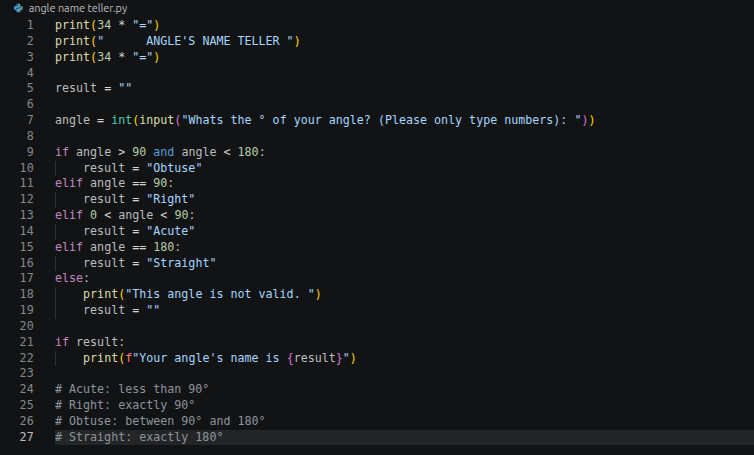 angle name teller.py
1 print(34 * "=")
2 print("      ANGLE'S NAME TELLER ")
3 print(34 * "=")
4
5 result = ""
6
7 angle = int(input("Whats the ° of your angle? (Please only type numbers): "))
8
9 if angle > 90 and angle < 180:
10     result = "Obtuse"
11 elif angle == 90:
12     result = "Right"
13 elif 0 < angle < 90:
14     result = "Acute"
15 elif angle == 180:
16     result = "Straight"
17 else:
18     print("This angle is not valid. ")
19     result = ""
20
21 if result:
22     print(f"Your angle's name is {result}")
23
24 # Acute: less than 90°
25 # Right: exactly 90°
26 # Obtuse: between 90° and 180°
27 # Straight: exactly 180°